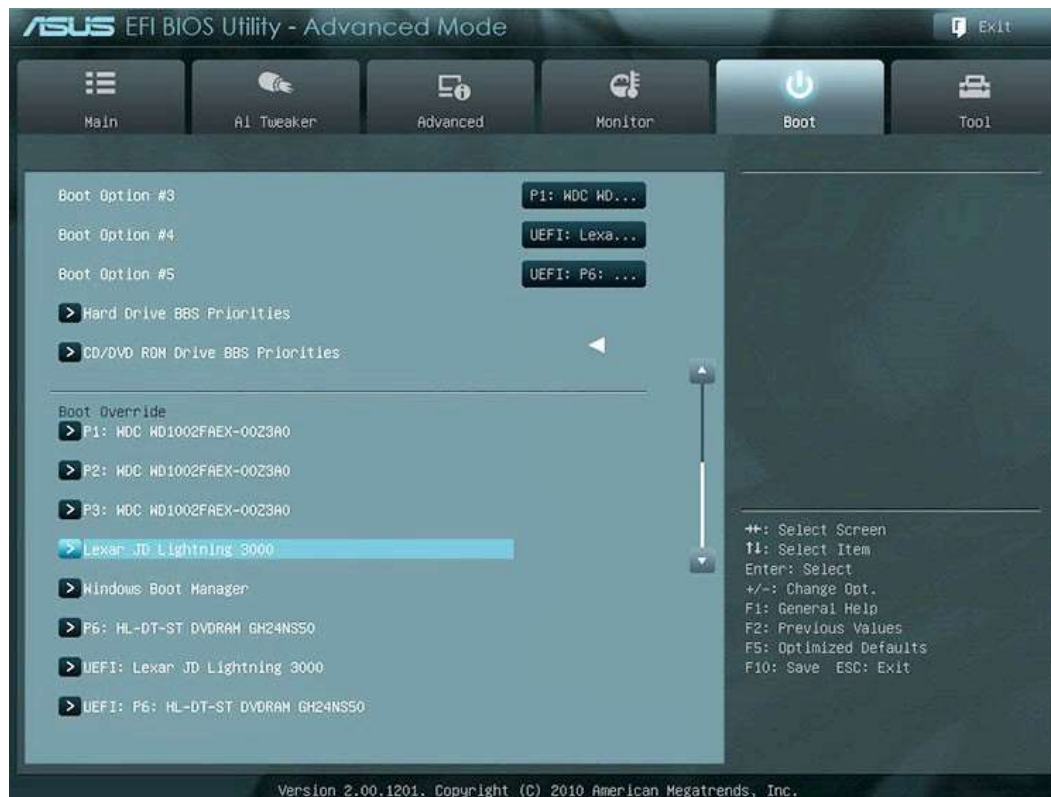 ASUS EFI BIOS Utility - Advanced Mode
Exit
Main
Ai Tweaker
Advanced
Monitor
Boot
Tool
Boot Option #3 P1: WDC WD...
Boot Option #4 UEFI: Lexa...
Boot Option #5 UEFI: P6: ...
> Hard Drive BBS Priorities
> CD/DVD ROM Drive BBS Priorities
Boot Override
> P1: WDC WD1002FAEX-00Z3A0
> P2: WDC WD1002FAEX-00Z3A0
> P3: WDC WD1002FAEX-00Z3A0
> Lexar JD Lightning 3000
> Windows Boot Manager
> P6: HL-DT-ST DVDRAM GH24NS50
> UEFI: Lexar JD Lightning 3000
> UEFI: P6: HL-DT-ST DVDRAM GH24NS50
→←: Select Screen
↑↓: Select Item
Enter: Select
+/-: Change Opt.
F1: General Help
F2: Previous Values
F5: Optimized Defaults
F10: Save ESC: Exit
Version 2.00.1201. Copyright (C) 2010 American Megatrends, Inc.